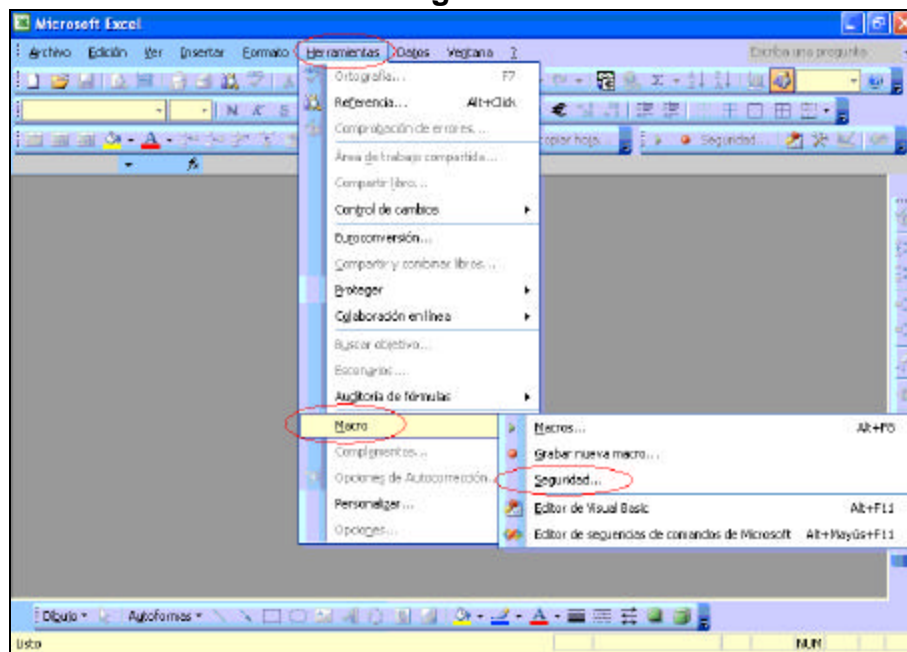 Microsoft Excel
Archivo Edición Ver Insertar Formato Herramientas Datos Ventana ? Escriba una pregunta
Ortografía... F7
Referencia... Alt+Click
Comprobación de errores...
Área de trabajo compartida...
Compartir libro...
Control de cambios
Euroconversión...
Compartir y combinar libros...
Proteger
Colaboración en línea
Buscar objetivo...
Escenarios...
Auditoría de fórmulas
Macro
Complementos...
Opciones de Autocorrección...
Personalizar...
Opciones...
N K S
copiar hoja
Seguridad...
Macros... Alt+F8
Grabar nueva macro...
Seguridad...
Editor de Visual Basic Alt+F11
Editor de secuencias de comandos de Microsoft Alt+Mayús+F11
Dibujo Autoformas
Listo NUM